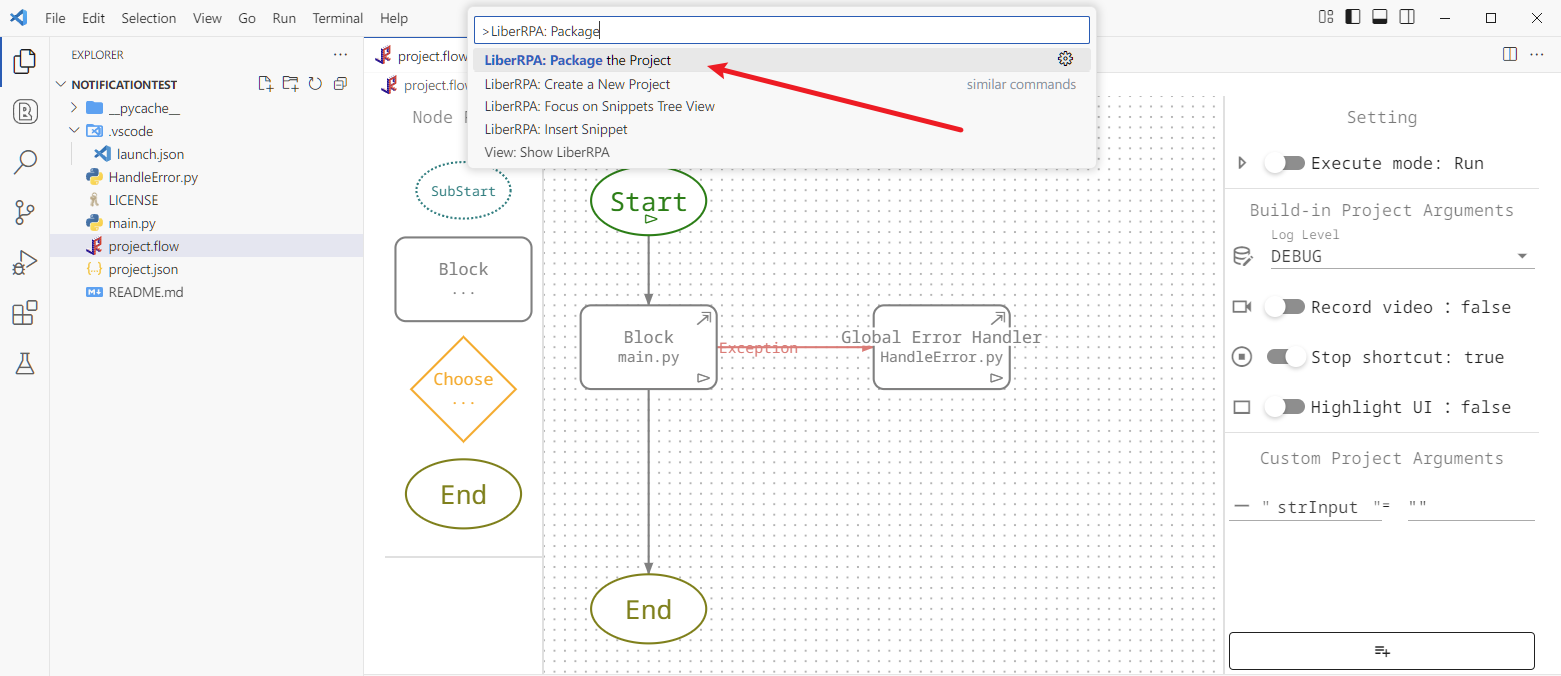 File Edit Selection View Go Run Terminal Help
>LiberRPA: Package
LiberRPA: Package the Project
LiberRPA: Create a New Project
similar commands
LiberRPA: Focus on Snippets Tree View
LiberRPA: Insert Snippet
View: Show LiberRPA
EXPLORER
NOTIFICATIONTEST
__pycache__
.vscode
launch.json
HandleError.py
LICENSE
main.py
project.flow
project.json
README.md
project.flow
project.flow
Node
SubStart
Block
...
Choose
...
End
Start
Block
main.py
Exception
Global Error Handler
HandleError.py
End
Setting
Execute mode: Run
Build-in Project Arguments
Log Level
DEBUG
Record video : false
Stop shortcut: true
Highlight UI : false
Custom Project Arguments
" strInput "= ""